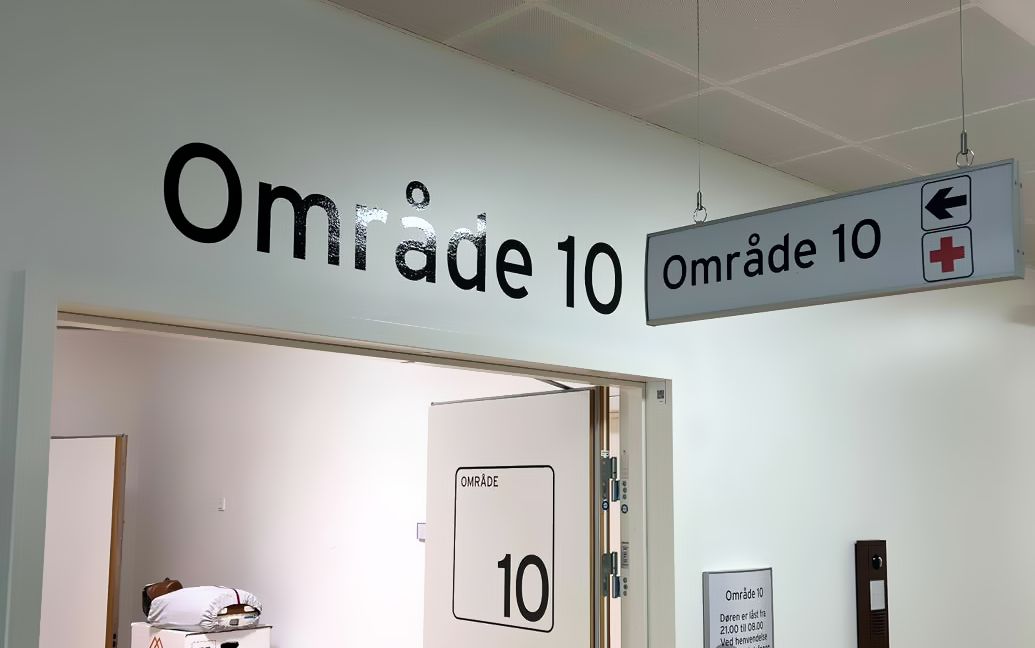 Område 10
Område 10
OMRÅDE
10
Område 10
Døren er låst fra
21.00 til 08.00
Ved henvendelse